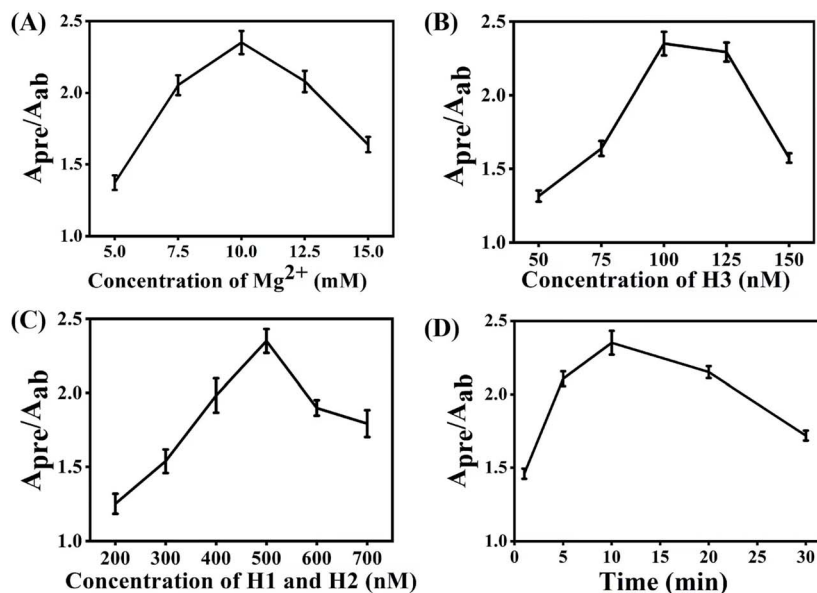 (A)
2.5
2.0
1.5
1.0
Apre/Aab
5.0 7.5 10.0 12.5 15.0
Concentration of Mg2+ (mM)
(B)
2.5
2.0
1.5
1.0
Apre/Aab
50 75 100 125 150
Concentration of H3 (nM)
(C)
2.5
2.0
1.5
1.0
Apre/Aab
200 300 400 500 600 700
Concentration of H1 and H2 (nM)
(D)
2.5
2.0
1.5
1.0
Apre/Aab
0 5 10 15 20 25 30
Time (min)